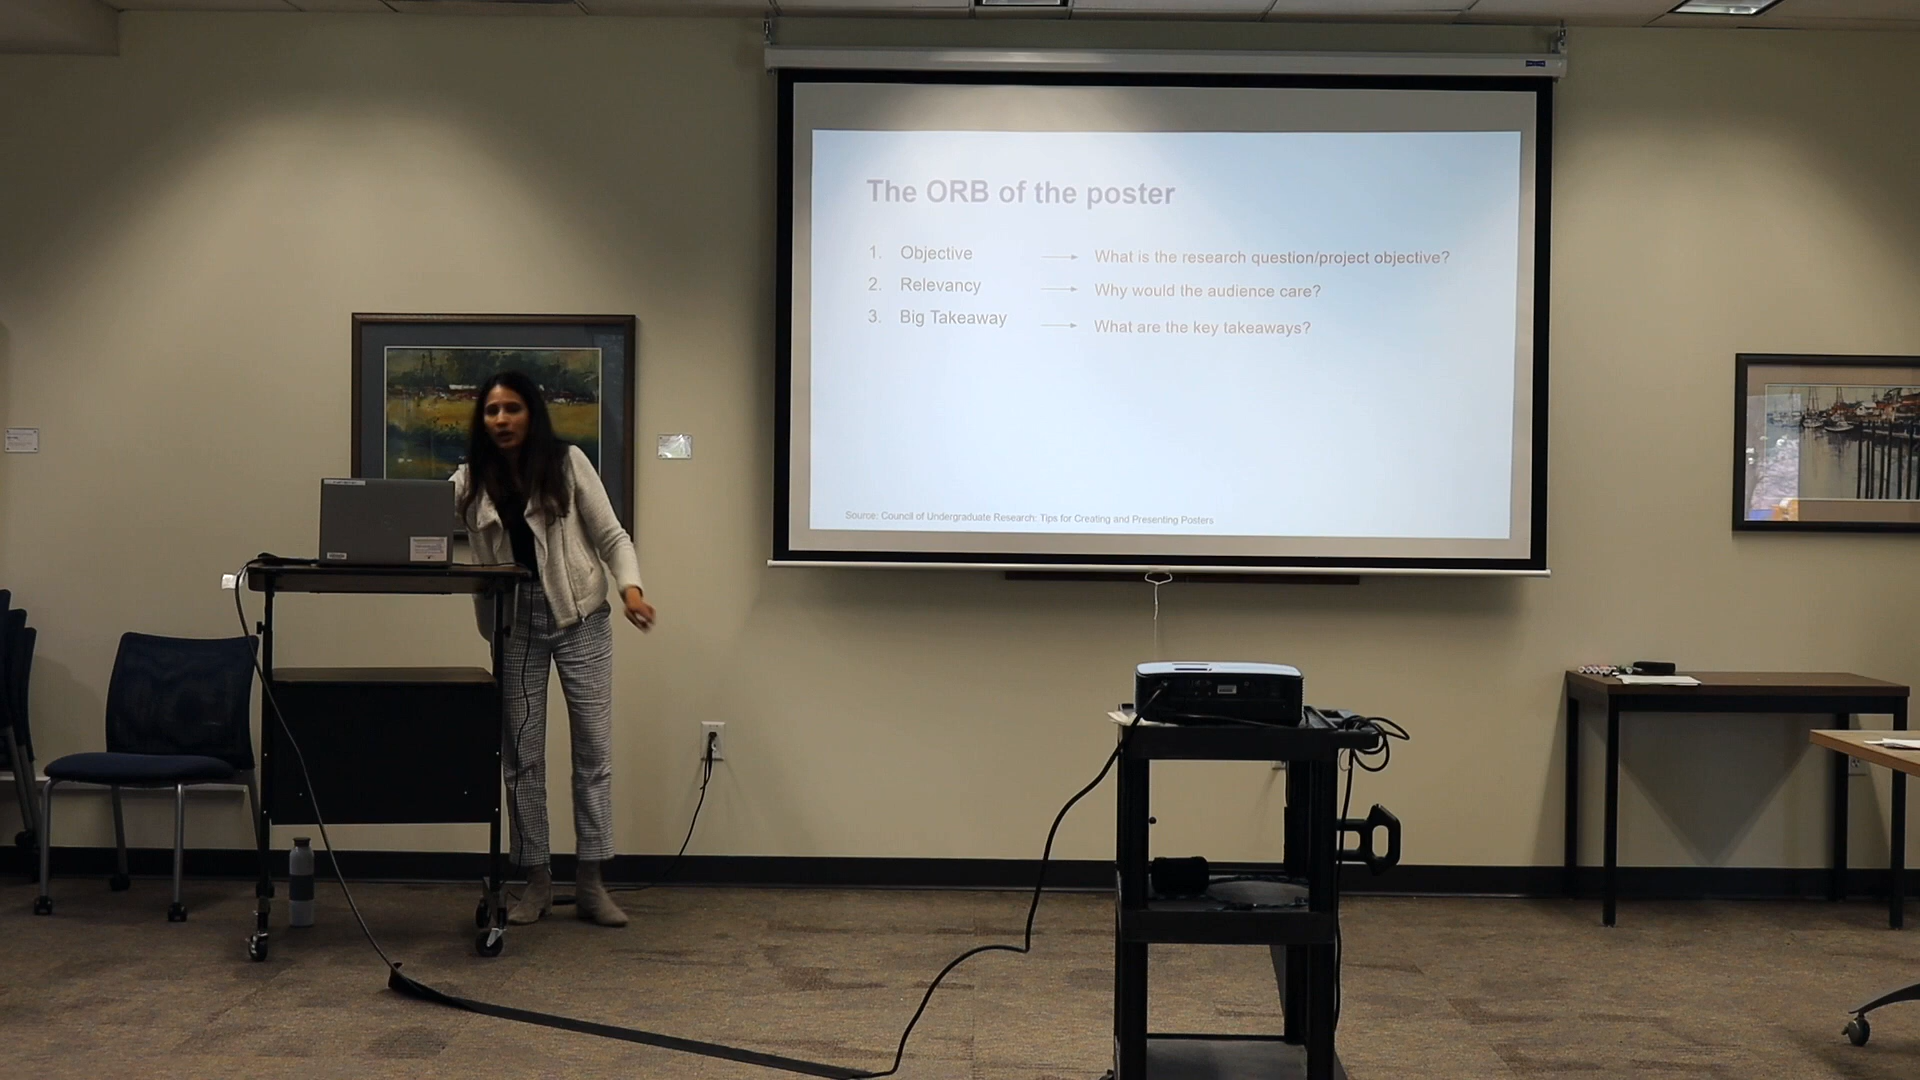 The ORB of the poster
1. Objective → What is the research question/project objective?
2. Relevancy → Why would the audience care?
3. Big Takeaway → What are the key takeaways?
Source: Council of Undergraduate Research: Tips for Creating and Presenting Posters